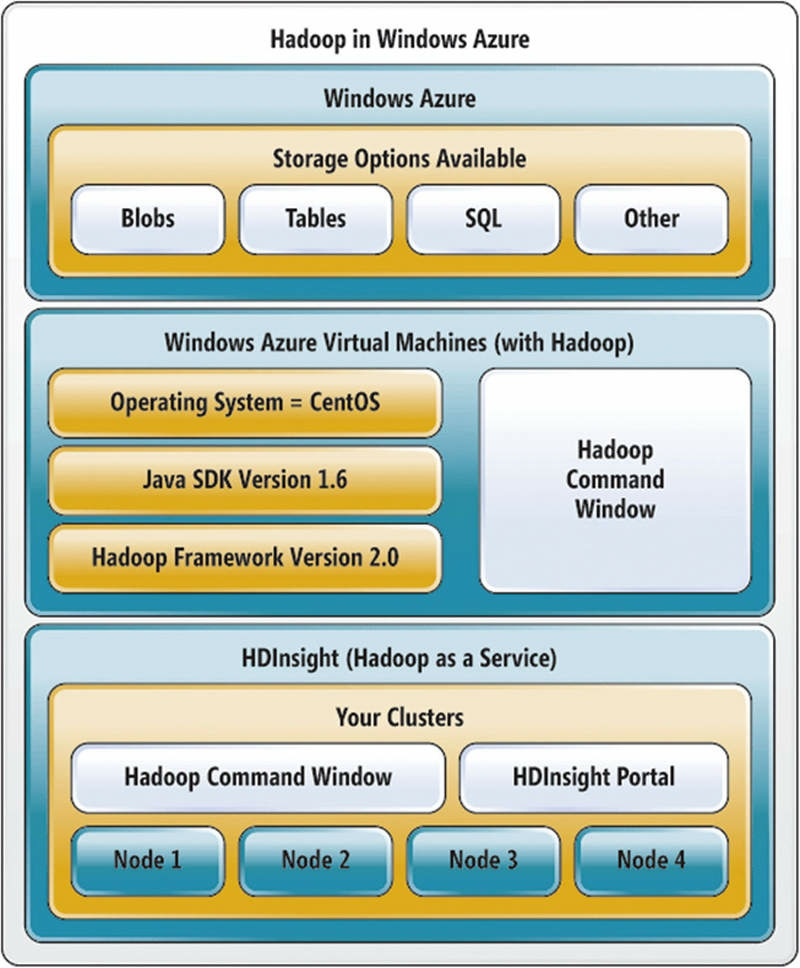 Hadoop in Windows Azure
Windows Azure
Storage Options Available
Blobs
Tables
SQL
Other
Windows Azure Virtual Machines (with Hadoop)
Operating System = CentOS
Java SDK Version 1.6
Hadoop Framework Version 2.0
Hadoop
Command
Window
HDInsight (Hadoop as a Service)
Your Clusters
Hadoop Command Window
HDInsight Portal
Node 1
Node 2
Node 3
Node 4